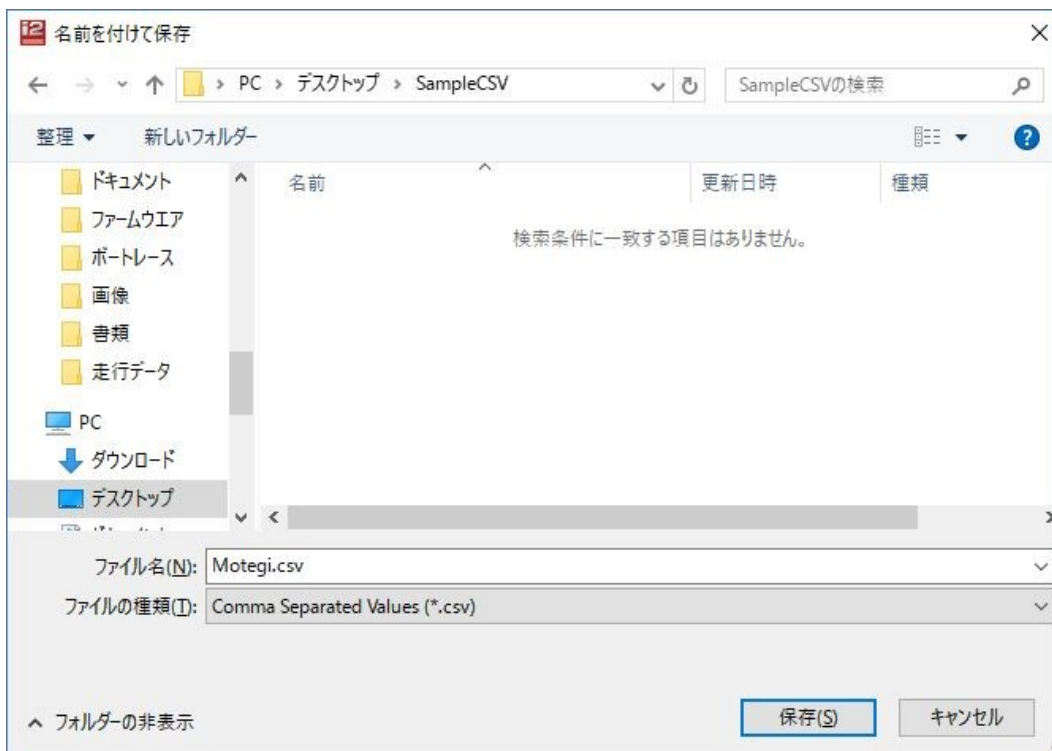 i2 名前を付けて保存
PC > デスクトップ > SampleCSV
SampleCSVの検索
整理
新しいフォルダー
?
ドキュメント
ファームウエア
ボートレース
画像
書類
走行データ
PC
ダウンロード
デスクトップ
名前
更新日時
種類
検索条件に一致する項目はありません。
ファイル名(N): Motegi.csv
ファイルの種類(T): Comma Separated Values (*.csv)
フォルダーの非表示
保存(S)
キャンセル